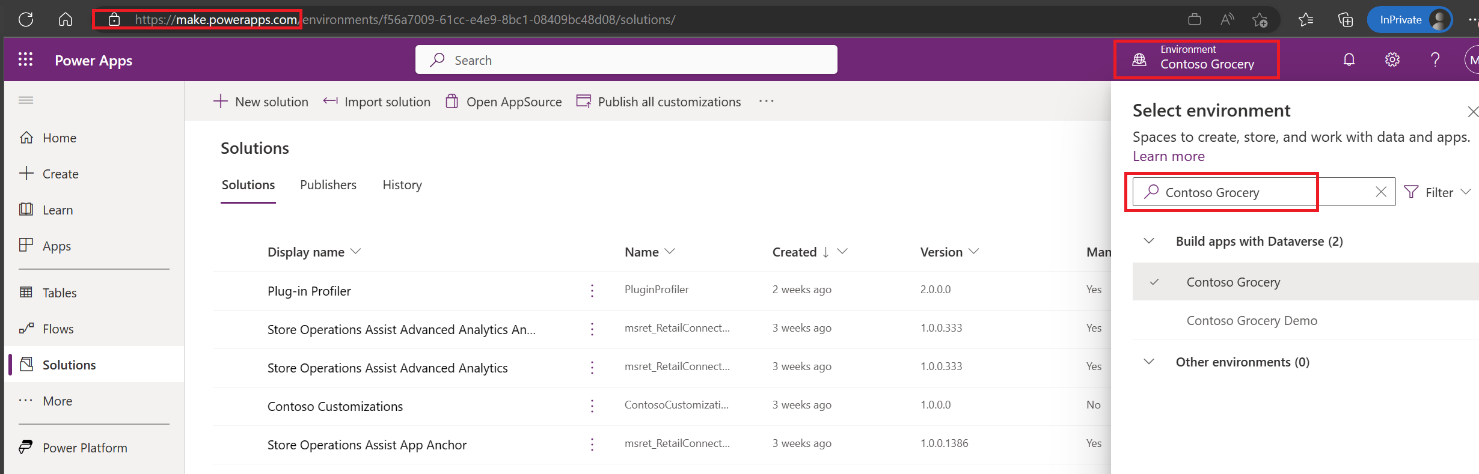 https://make.powerapps.com/environments/f56a7009-61cc-e4e9-8bc1-08409bc48d08/solutions/
InPrivate
Power Apps
Search
Environment
Contoso Grocery
?
M
New solution
Import solution
Open AppSource
Publish all customizations
...
Home
Create
Learn
Apps
Tables
Flows
Solutions
More
Power Platform
Solutions
Solutions Publishers History
Display name Name Created ↓ Version Man
Plug-in Profiler PluginProfiler 2 weeks ago 2.0.0.0 Yes
Store Operations Assist Advanced Analytics An... msret_RetailConnect... 3 weeks ago 1.0.0.333 Yes
Store Operations Assist Advanced Analytics msret_RetailConnect... 3 weeks ago 1.0.0.333 Yes
Contoso Customizations ContosoCustomizati... 3 weeks ago 1.0.0.0 No
Store Operations Assist App Anchor msret_RetailConnect... 3 weeks ago 1.0.0.1386 Yes
Select environment
Spaces to create, store, and work with data and apps.
Learn more
Contoso Grocery
Filter
Build apps with Dataverse (2)
Contoso Grocery
Contoso Grocery Demo
Other environments (0)